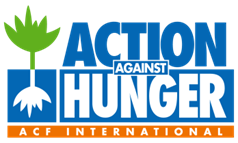 ACTION
AGAINST
HUNGER
ACF INTERNATIONAL